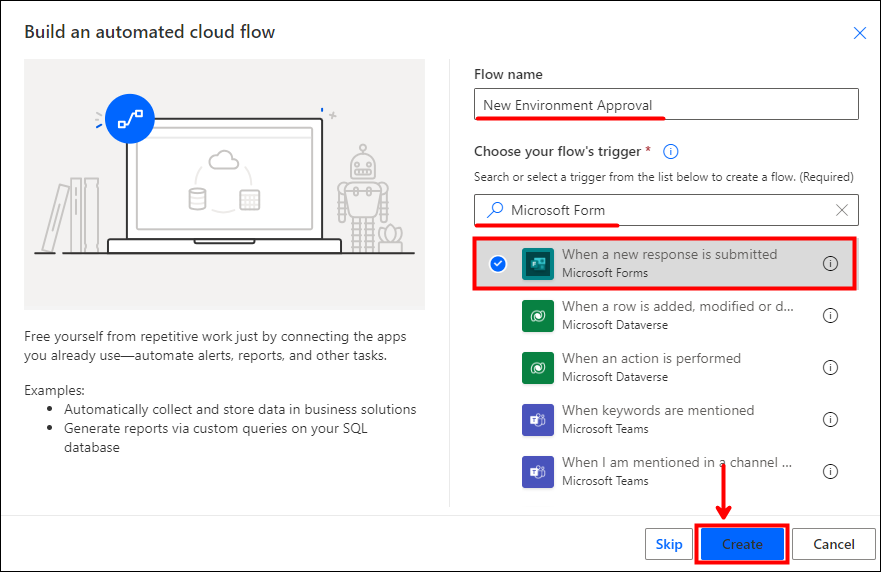 Build an automated cloud flow
Free yourself from repetitive work just by connecting the apps
you already use—automate alerts, reports, and other tasks.
Examples:
• Automatically collect and store data in business solutions
• Generate reports via custom queries on your SQL
database
Flow name
New Environment Approval
Choose your flow's trigger *
Search or select a trigger from the list below to create a flow. (Required)
Microsoft Form
When a new response is submitted
Microsoft Forms
When a row is added, modified or d...
Microsoft Dataverse
When an action is performed
Microsoft Dataverse
When keywords are mentioned
Microsoft Teams
When I am mentioned in a channel ...
Microsoft Teams
Skip Create Cancel